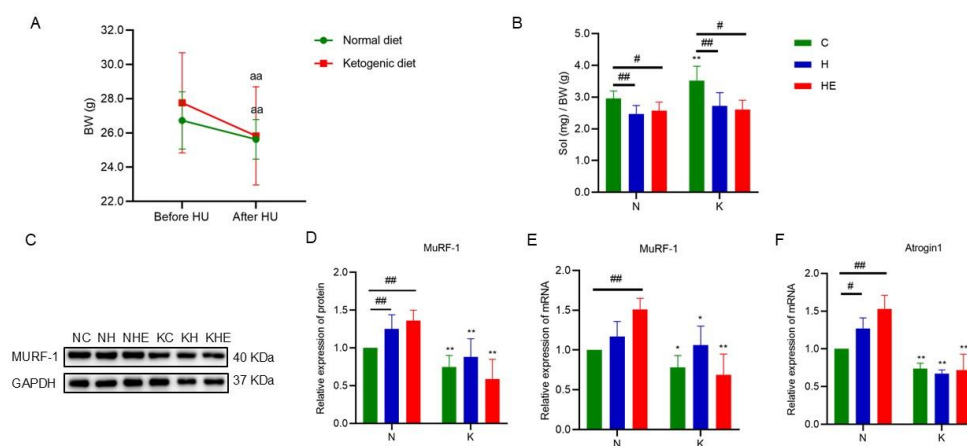 A
32.0
30.0
28.0
26.0
24.0
22.0
BW (g)
aa
aa
Before HU
After HU
Normal diet
Ketogenic diet
B
5.0
4.0
3.0
2.0
1.0
0.0
Sol (mg) / BW (g)
#
##
#
##
**
N
K
C
H
HE
C
NC NH NHE KC KH KHE
MURF-1
40 KDa
GAPDH
37 KDa
D
MuRF-1
2.0
1.5
1.0
0.5
0.0
Relative expression of protein
##
##
**
**
**
N
K
E
MuRF-1
2.0
1.5
1.0
0.5
0.0
Relative expression of mRNA
##
*
*
**
N
K
F
Atrogin1
2.0
1.5
1.0
0.5
0.0
Relative expression of mRNA
##
#
**
**
**
N
K